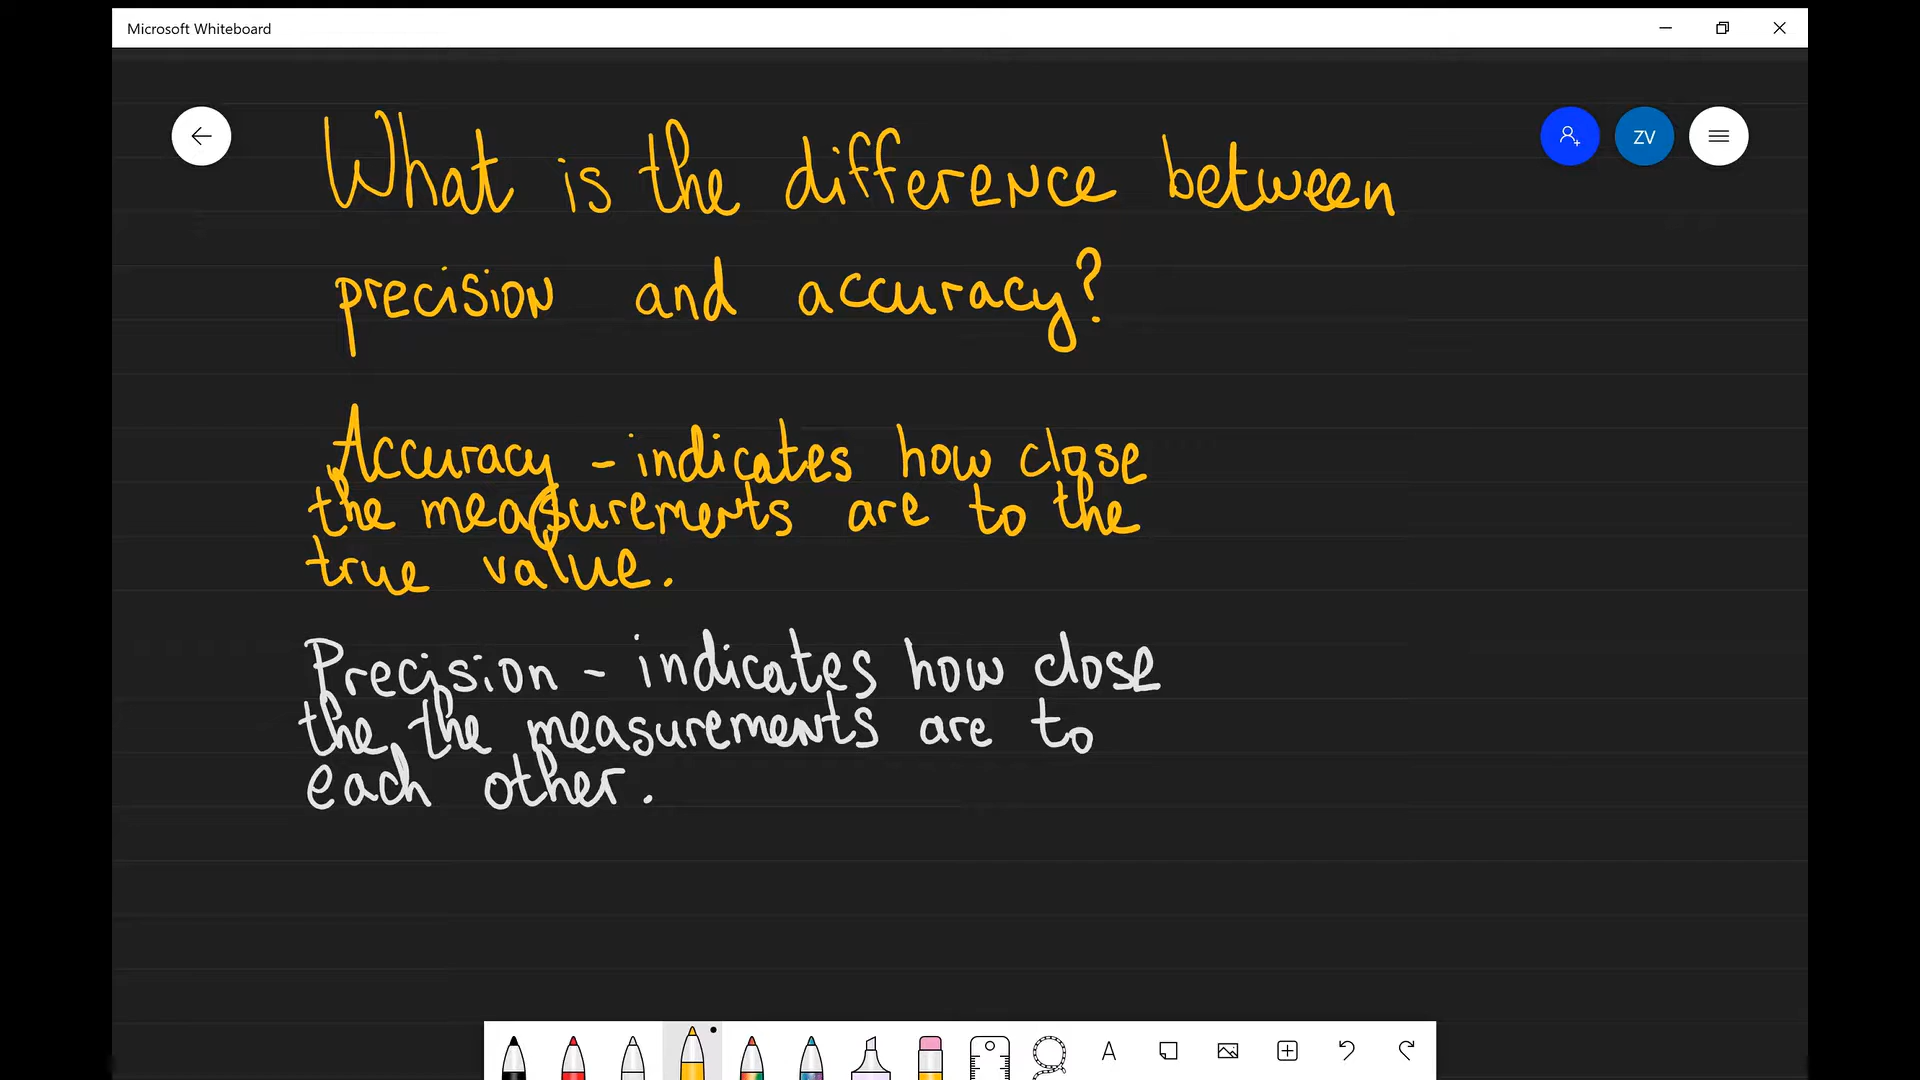 Microsoft Whiteboard
ZV
What is the difference between
precision and accuracy?
Accuracy - indicates how close
the measurements are to the
true value.
Precision - indicates how close
the the measurements are to
each other.
A